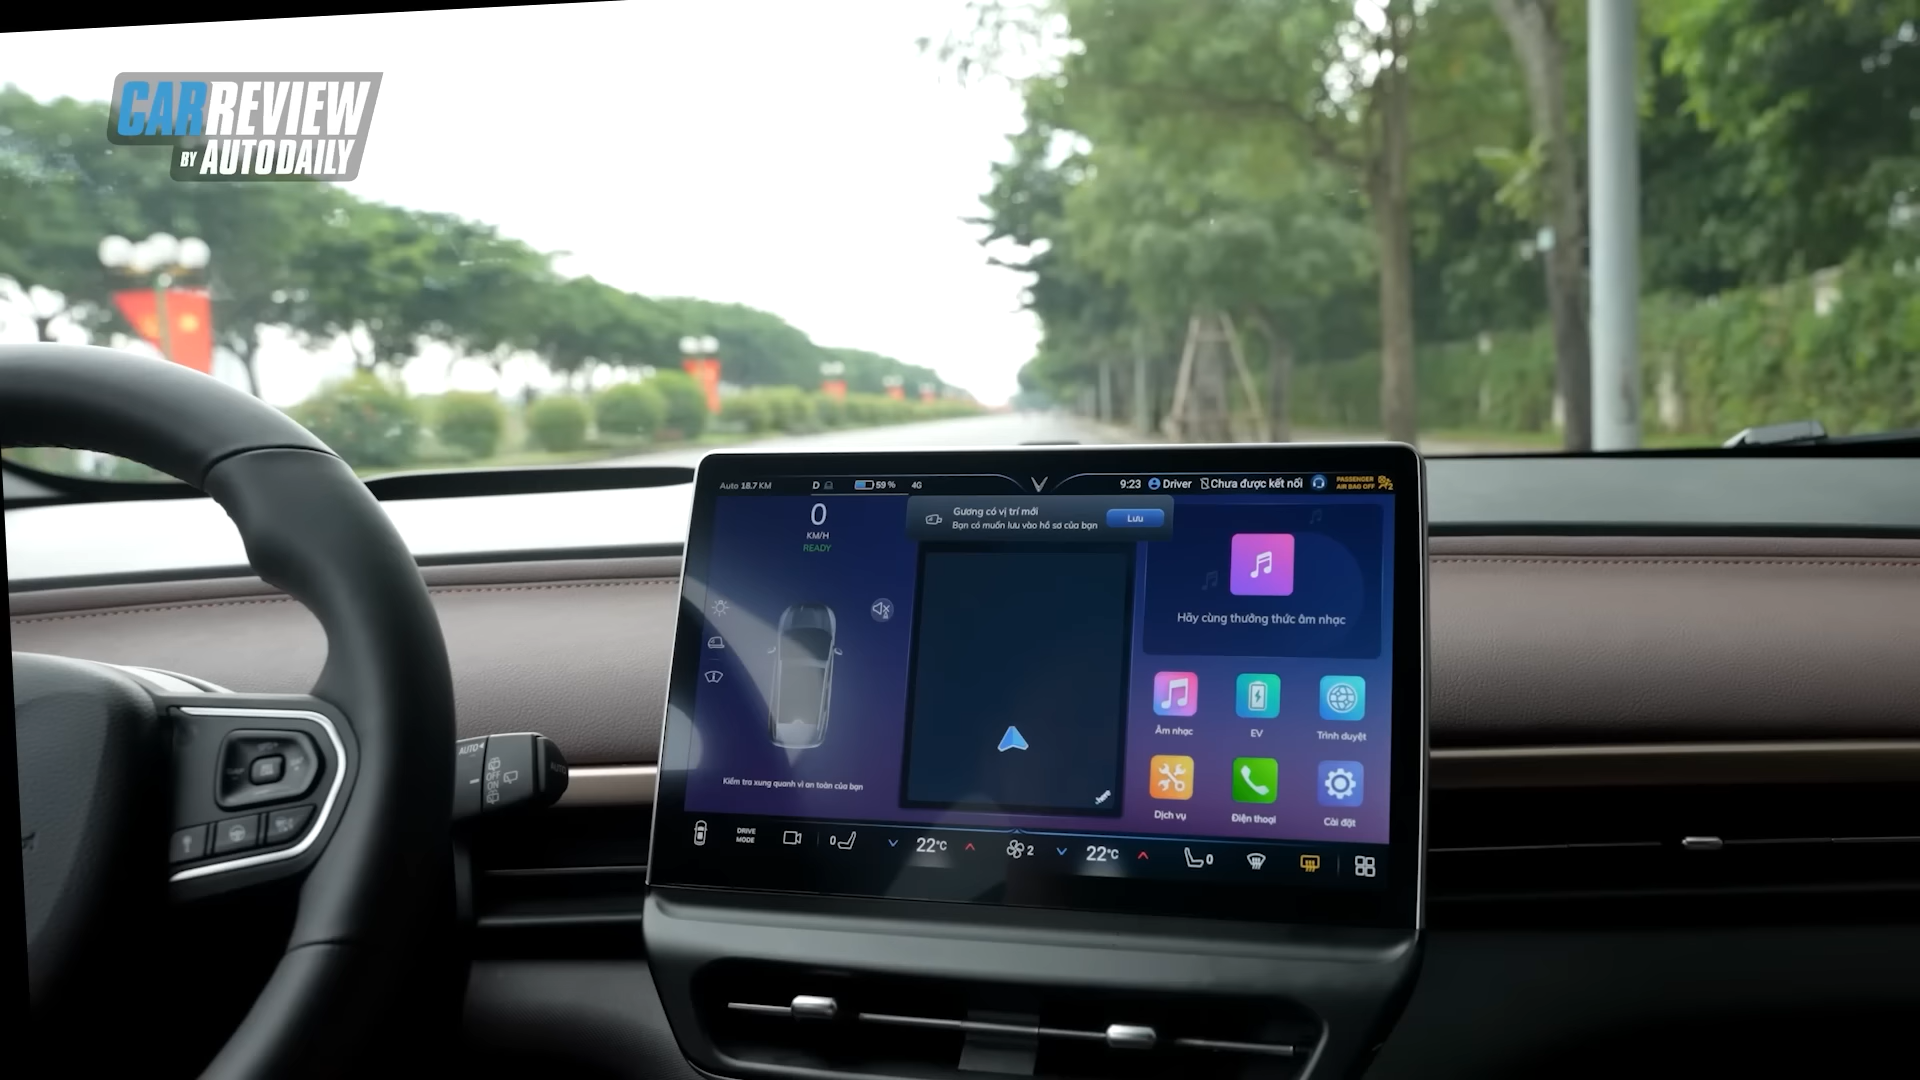 CARREVIEW
BY AUTODAILY
Auto 18.7 KM
D
59 %
4G
9:23
Driver
Chưa được kết nối
PASSENGER
AIR BAG OFF
0
KM/H
READY
Gương có vị trí mới
Bạn có muốn lưu vào hồ sơ của bạn
Lưu
Hãy cùng thưởng thức âm nhạc
Âm nhạc
EV
Trình duyệt
Kiểm tra xung quanh vì an toàn của bạn
Dịch vụ
Điện thoại
Cài đặt
DRIVE
MODE
0
22°C
2
22°C
0
AUTO
OFF
ON
AUTO